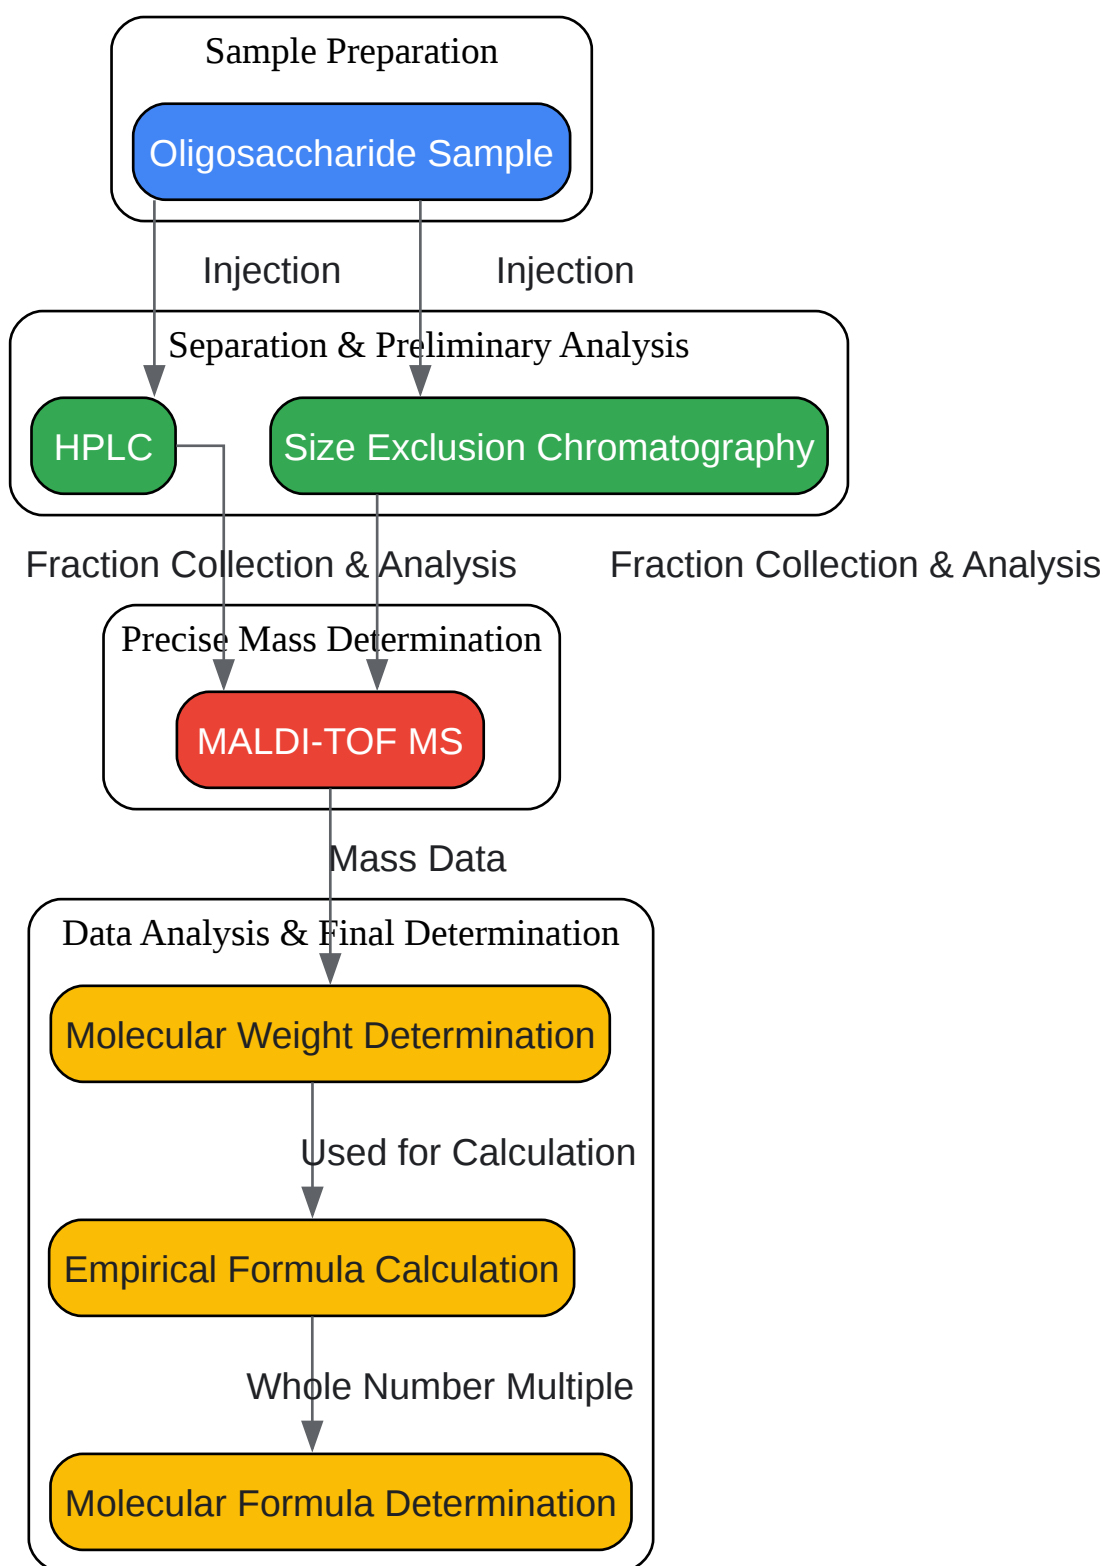 Sample Preparation
Oligosaccharide Sample
Injection
Injection
Separation & Preliminary Analysis
HPLC
Size Exclusion Chromatography
Fraction Collection & Analysis
Fraction Collection & Analysis
Precise Mass Determination
MALDI-TOF MS
Mass Data
Data Analysis & Final Determination
Molecular Weight Determination
Used for Calculation
Empirical Formula Calculation
Whole Number Multiple
Molecular Formula Determination